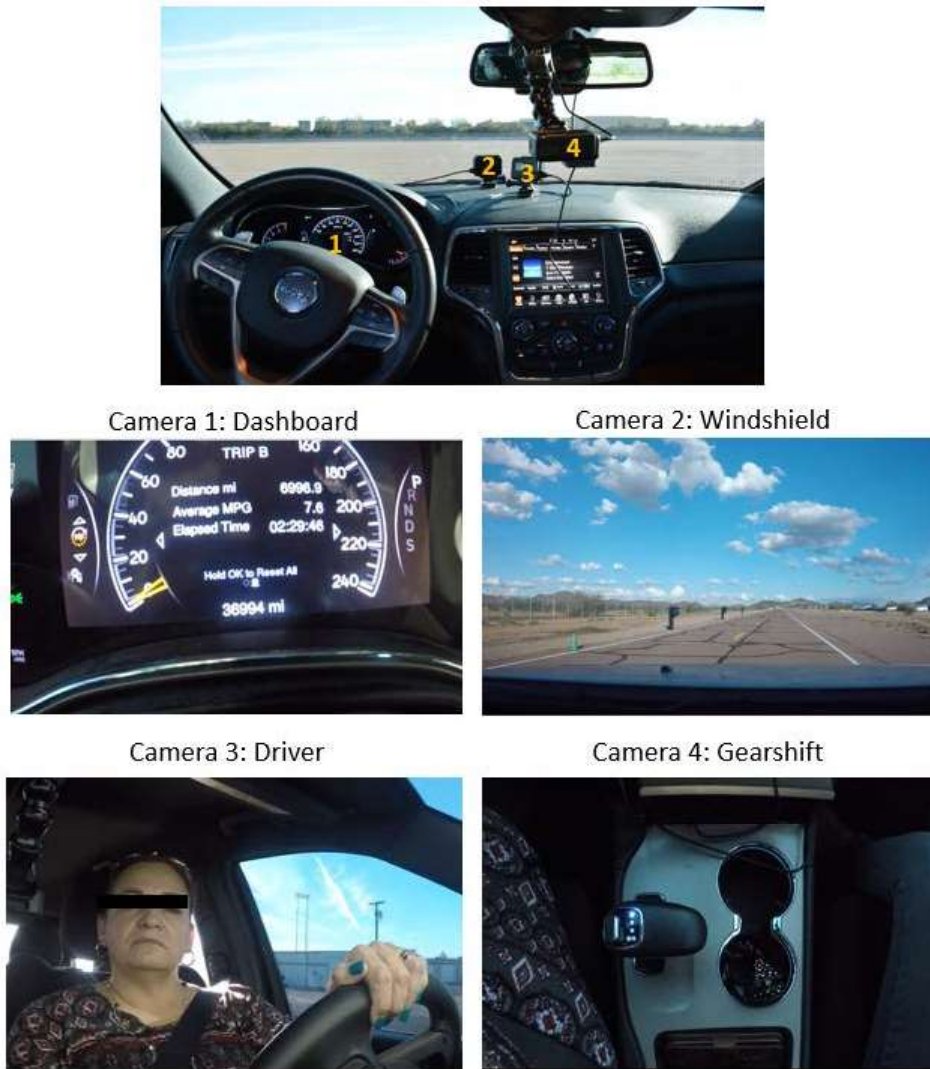 2
3
4
1
Camera 1: Dashboard
Camera 2: Windshield
80 TRIP B 160
60 180
Distance mi 6996.9
Average MPG 7.6
Elapsed Time 02:29:46
40 200
20 220
Hold OK to Reset All
240
36994 mi
P
R
N
D
S
Camera 3: Driver
Camera 4: Gearshift